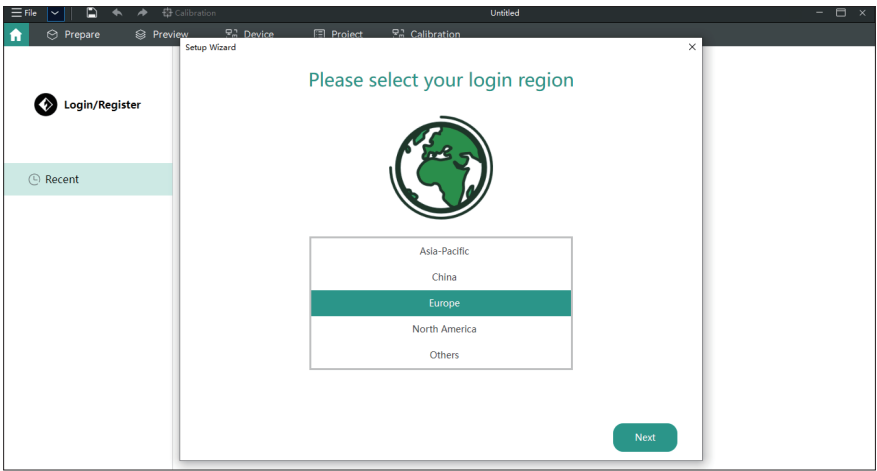 File
Calibration
Untitled
Prepare
Preview
Device
Project
Calibration
Setup Wizard
Please select your login region
Login/Register
Recent
Asia-Pacific
China
Europe
North America
Others
Next